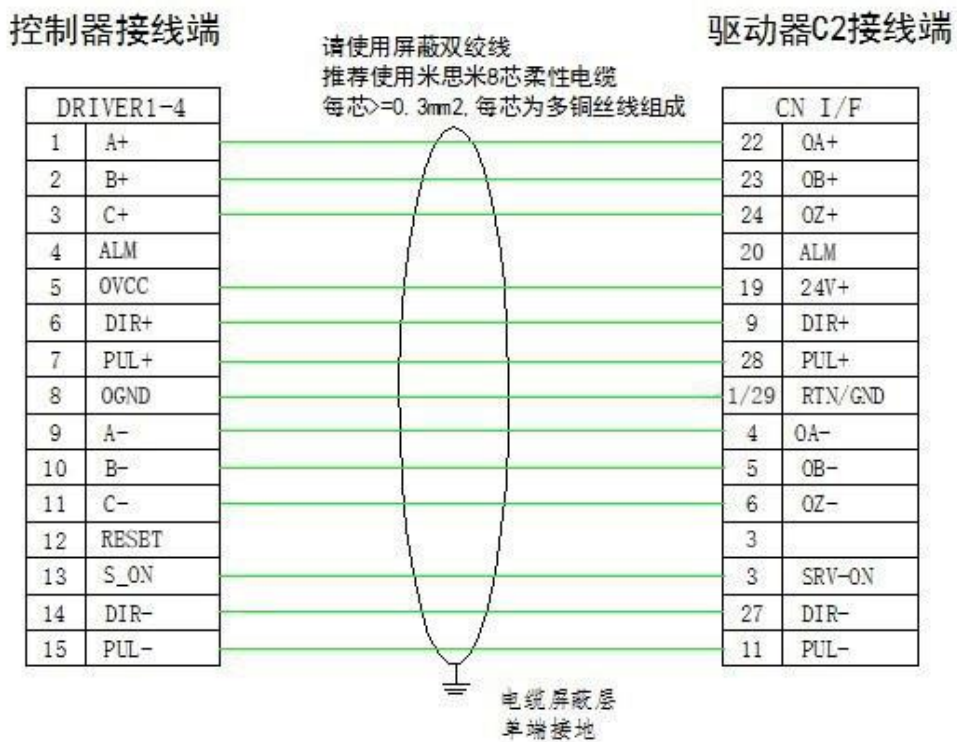 控制器接线端
驱动器C2接线端
请使用屏蔽双绞线
推荐使用米思米8芯柔性电缆
每芯>=0.3mm2,每芯为多铜丝线组成
DRIVER1-4
CN I/F
1 A+ 22 OA+
2 B+ 23 OB+
3 C+ 24 OZ+
4 ALM 20 ALM
5 OVCC 19 24V+
6 DIR+ 9 DIR+
7 PUL+ 28 PUL+
8 OGND 1/29 RTN/GND
9 A- 4 OA-
10 B- 5 OB-
11 C- 6 OZ-
12 RESET 3
13 S_ON 3 SRV-ON
14 DIR- 27 DIR-
15 PUL- 11 PUL-
电缆屏蔽层
单端接地